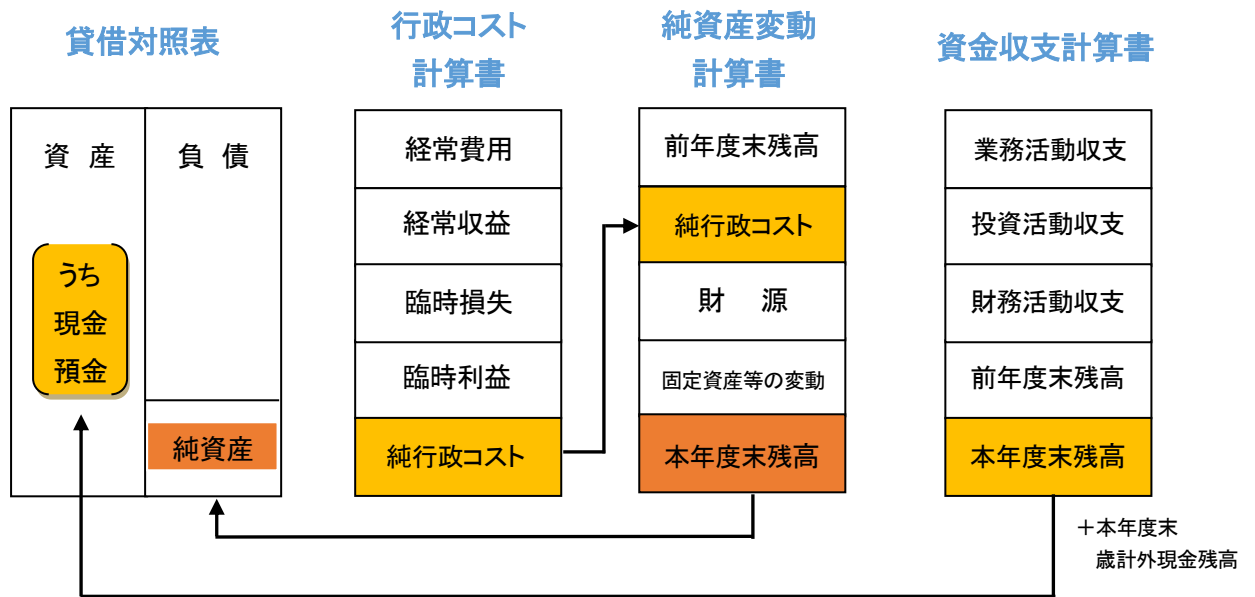 貸借対照表
資 産
負 債
うち
現金
預金
純資産
行政コスト
計算書
経常費用
経常収益
臨時損失
臨時利益
純行政コスト
純資産変動
計算書
前年度末残高
純行政コスト
財 源
固定資産等の変動
本年度末残高
資金収支計算書
業務活動収支
投資活動収支
財務活動収支
前年度末残高
本年度末残高
＋本年度末
歳計外現金残高